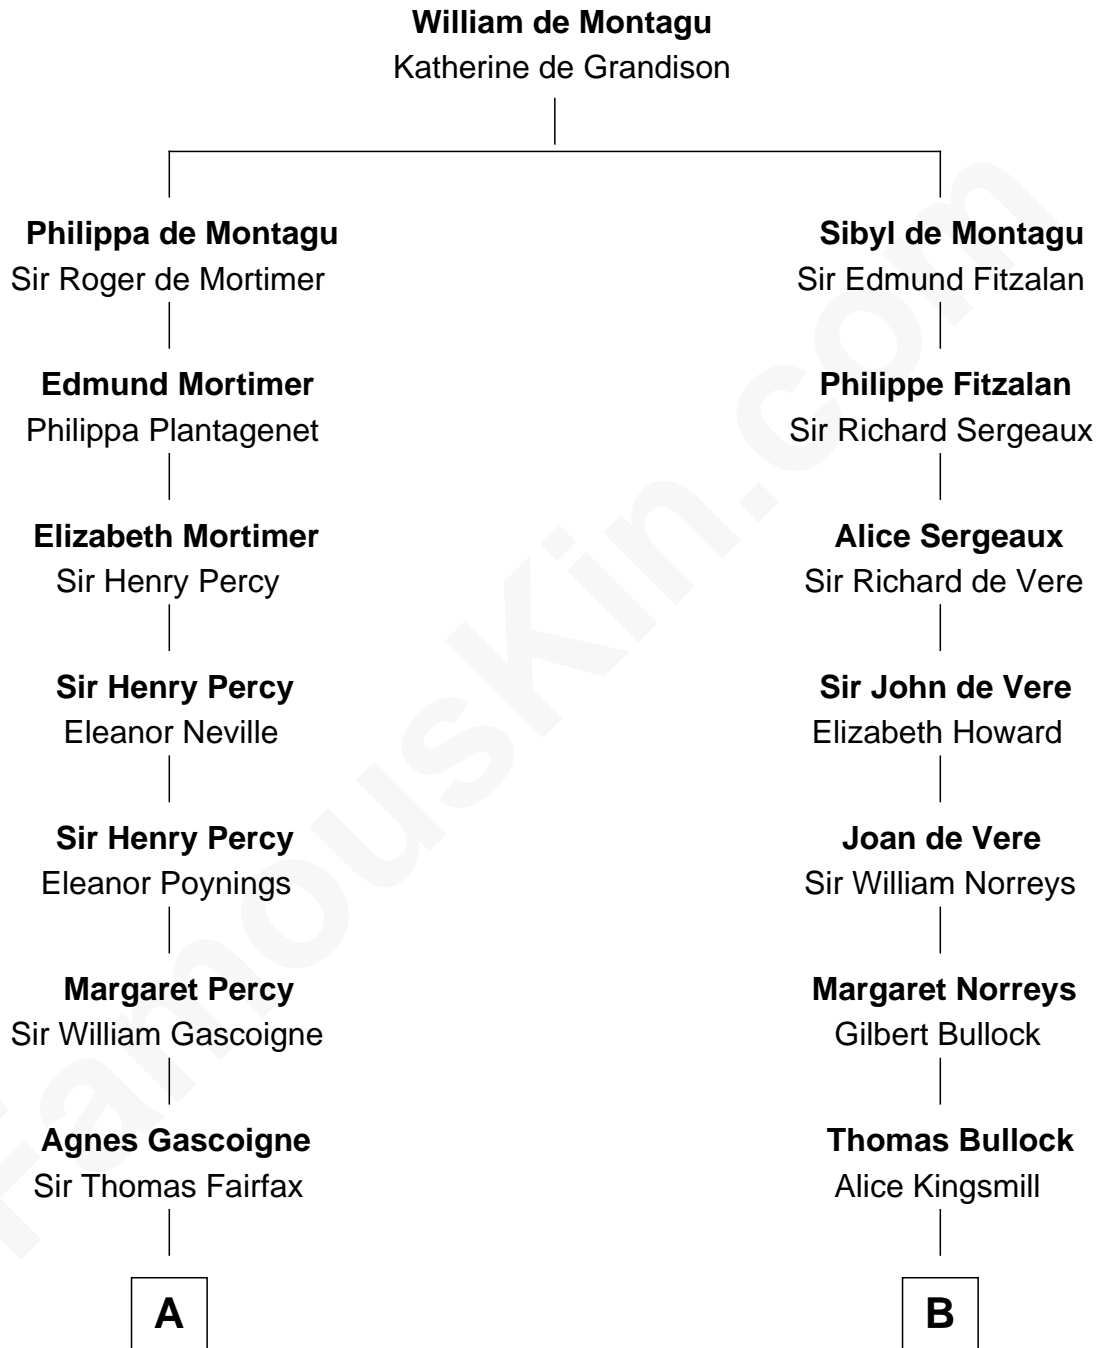 William de Montagu
Katherine de Grandison
Philippa de Montagu
Sir Roger de Mortimer
Sibyl de Montagu
Sir Edmund Fitzalan
Edmund Mortimer
Philippa Plantagenet
Philippe Fitzalan
Sir Richard Sergeaux
Elizabeth Mortimer
Sir Henry Percy
Alice Sergeaux
Sir Richard de Vere
Sir Henry Percy
Eleanor Neville
Sir John de Vere
Elizabeth Howard
Sir Henry Percy
Eleanor Poynings
Joan de Vere
Sir William Norreys
Margaret Percy
Sir William Gascoigne
Margaret Norreys
Gilbert Bullock
Agnes Gascoigne
Sir Thomas Fairfax
Thomas Bullock
Alice Kingsmill
A
B
FamousKin.com